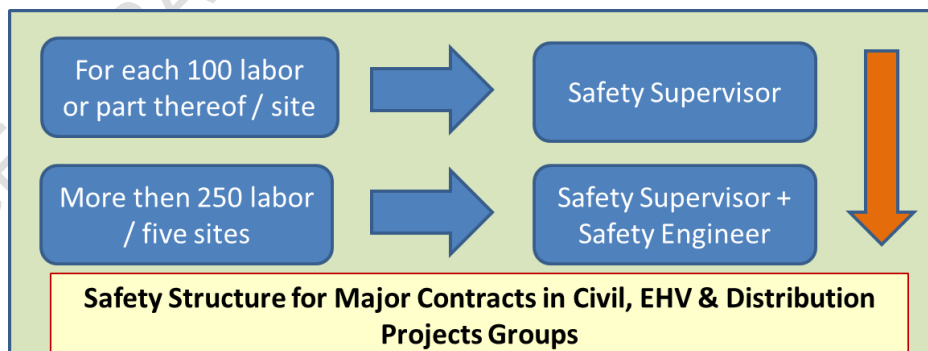 For each 100 labor
or part thereof / site
Safety Supervisor
More then 250 labor
/ five sites
Safety Supervisor +
Safety Engineer
Safety Structure for Major Contracts in Civil, EHV & Distribution
Projects Groups